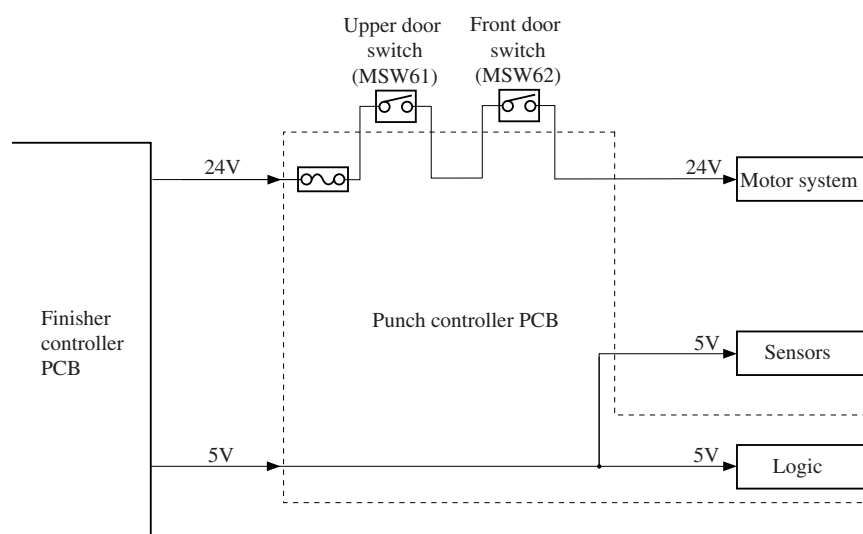 Upper door
switch
(MSW61)
Front door
switch
(MSW62)
24V
24V
Motor system
Finisher
controller
PCB
Punch controller PCB
5V
Sensors
5V
5V
Logic